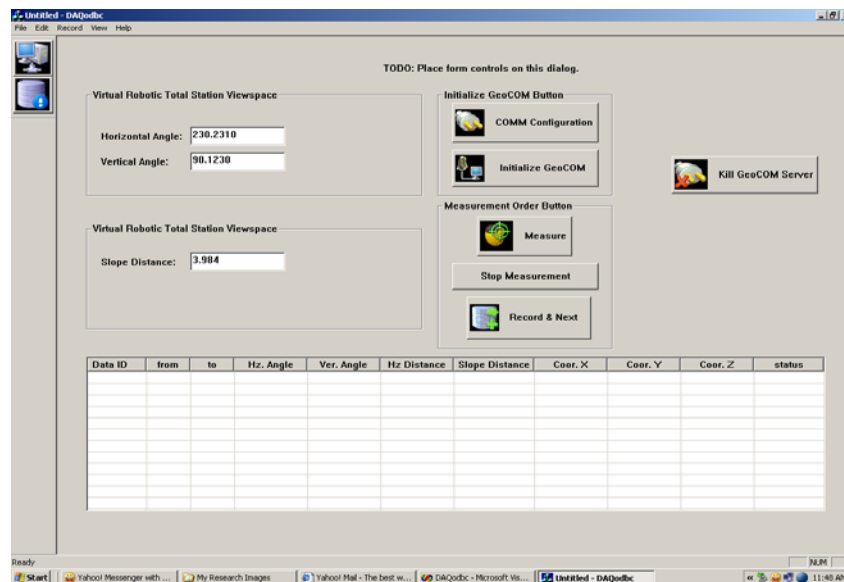 Untitled - DAQodbc
File Edit Record View Help
TODO: Place form controls on this dialog.
Virtual Robotic Total Station Viewspace
Horizontal Angle: 230.2310
Vertical Angle: 90.1230
Initialize GeoCOM Button
COMM Configuration
Initialize GeoCOM
Kill GeoCOM Server
Virtual Robotic Total Station Viewspace
Slope Distance: 3.984
Measurement Order Button
Measure
Stop Measurement
Record & Next
Data ID from to Hz. Angle Ver. Angle Hz Distance Slope Distance Coor. X Coor. Y Coor. Z status
Ready NUM
Start Yahoo! Messenger with ... My Research Images Yahoo! Mail - The best w... DAQodbc - Microsoft Vis... Untitled - DAQodbc « 11:48 AM